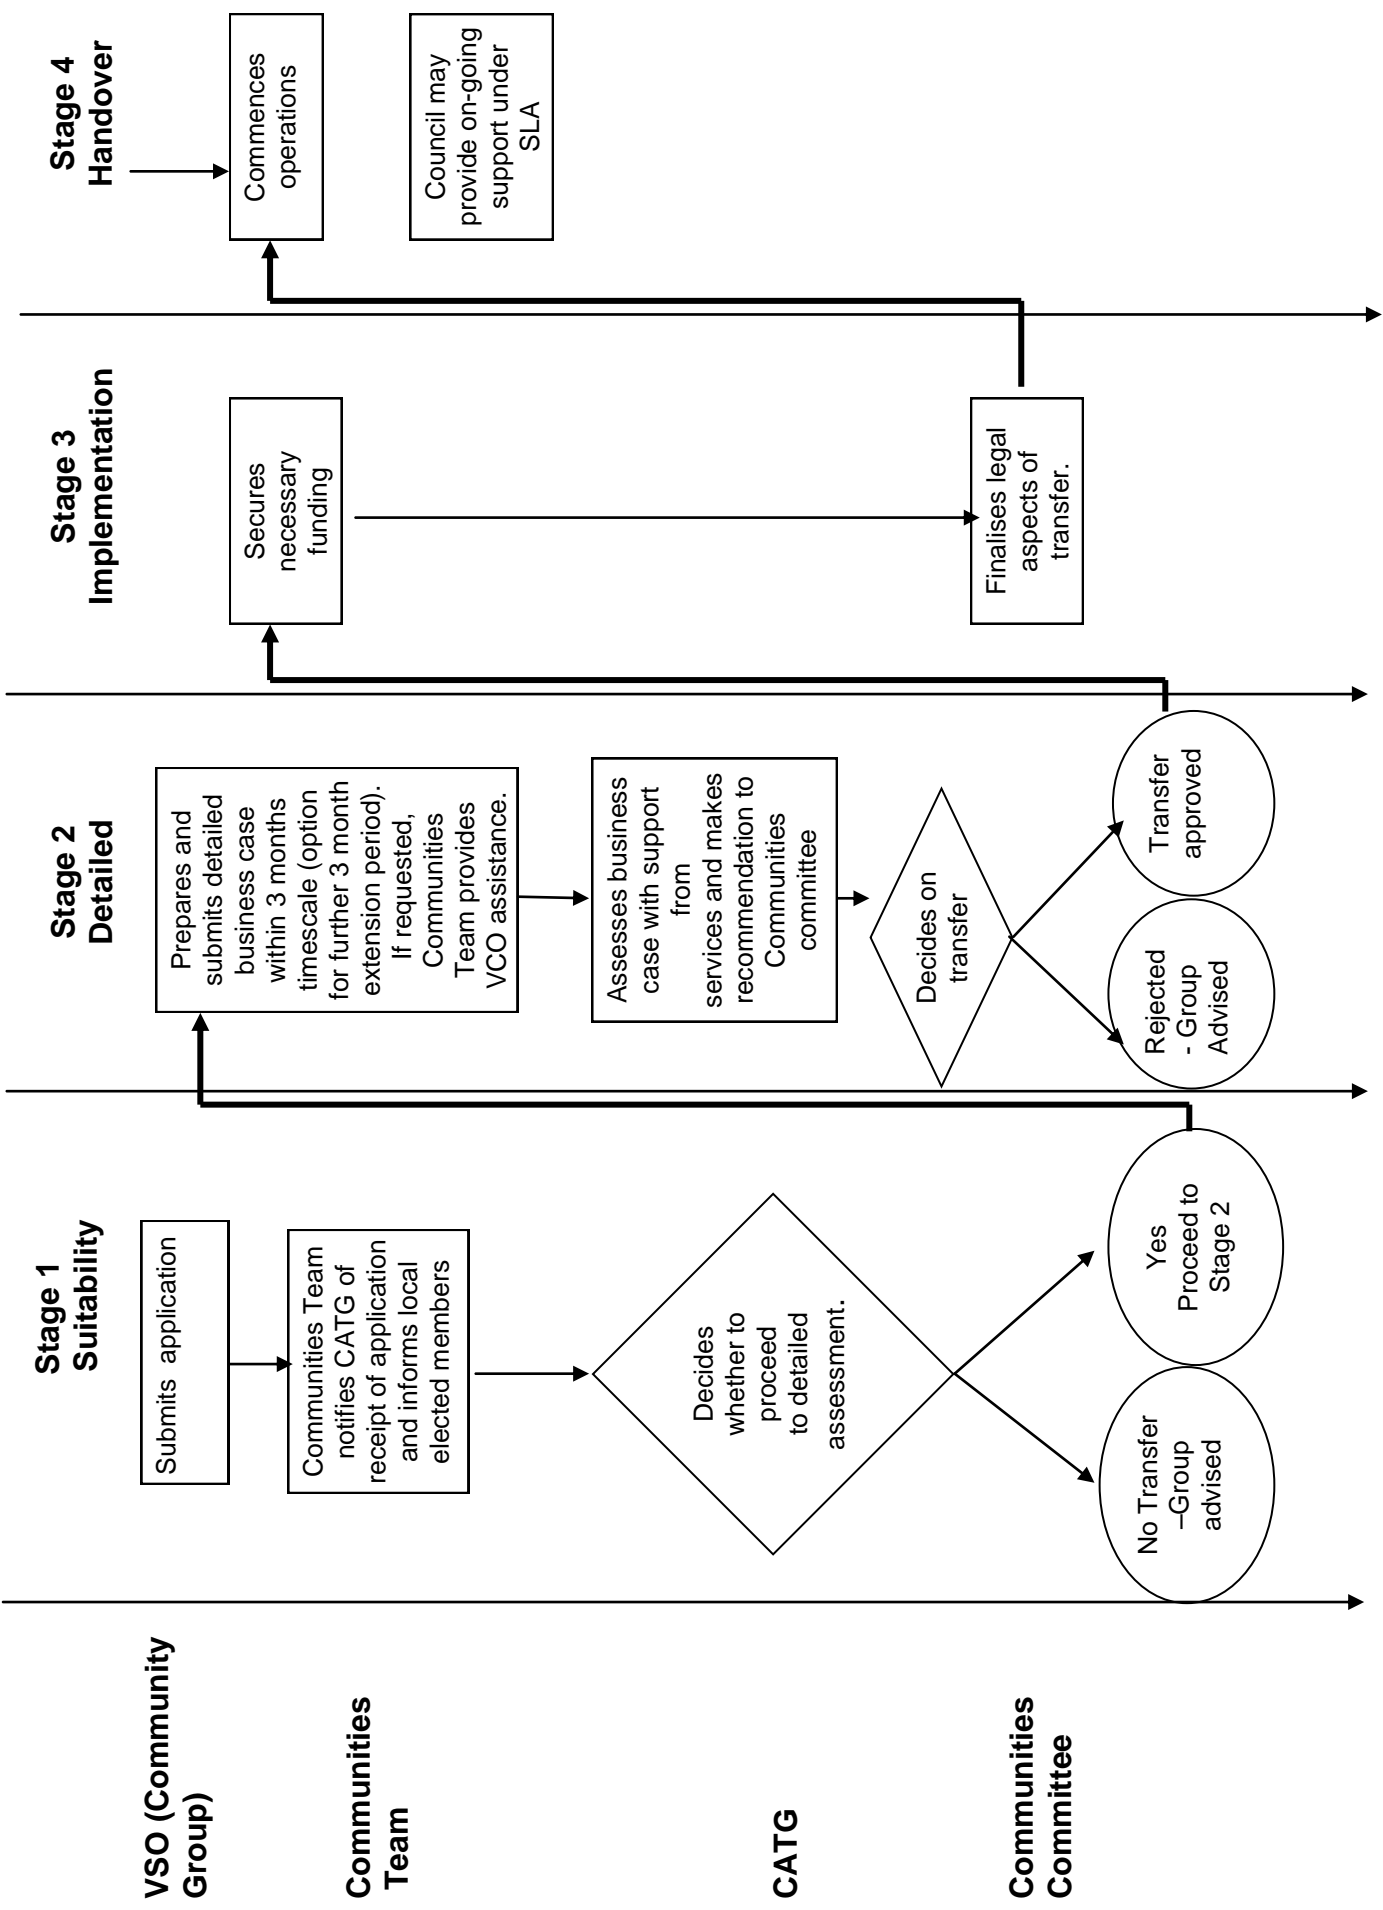 Stage 1
Suitability
Stage 2
Detailed
Stage 3
Implementation
Stage 4
Handover
VSO (Community
Group)
Submits application
Prepares and
submits detailed
business case
within 3 months
timescale (option
for further 3 month
extension period).
If requested,
Communities
Team provides
VCO assistance.
Secures
necessary
funding
Commences
operations
Communities
Team
Communities Team
notifies CATG of
receipt of application
and informs local
elected members
Council may
provide on-going
support under
SLA
CATG
Decides
whether to
proceed
to detailed
assessment.
Assesses business
case with support
from
services and makes
recommendation to
Communities
committee
Communities
Committee
Decides on
transfer
Finalises legal
aspects of
transfer.
No Transfer
–Group
advised
Yes
Proceed to
Stage 2
Rejected
- Group
Advised
Transfer
approved